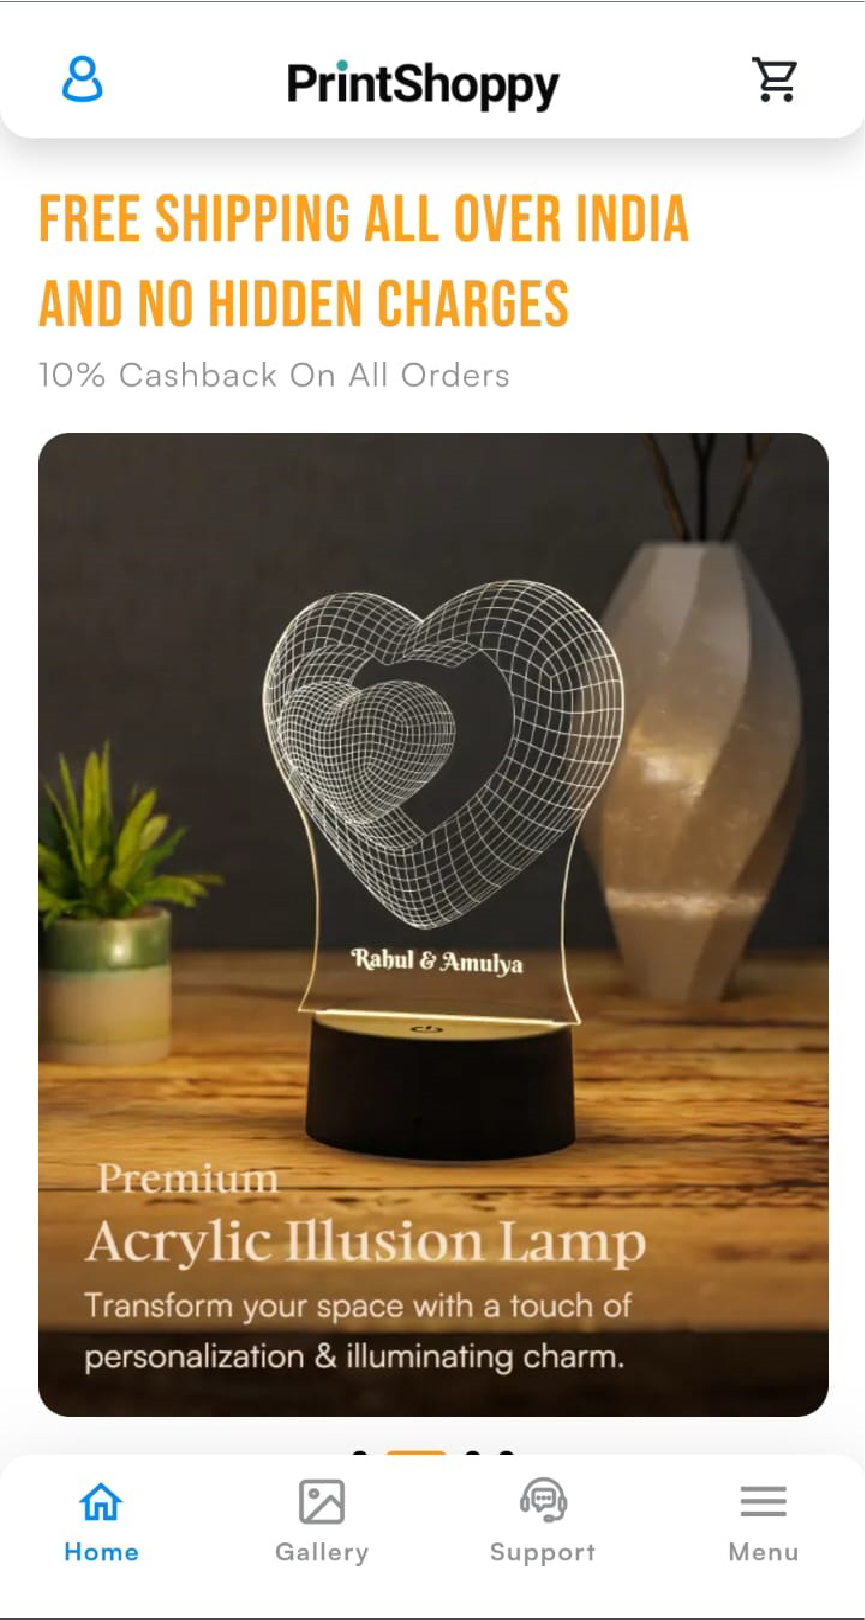 PrintShoppy
FREE SHIPPING ALL OVER INDIA
AND NO HIDDEN CHARGES
10% Cashback On All Orders
Rahul & Amulya
Premium
Acrylic Illusion Lamp
Transform your space with a touch of
personalization & illuminating charm.
Home Gallery Support Menu